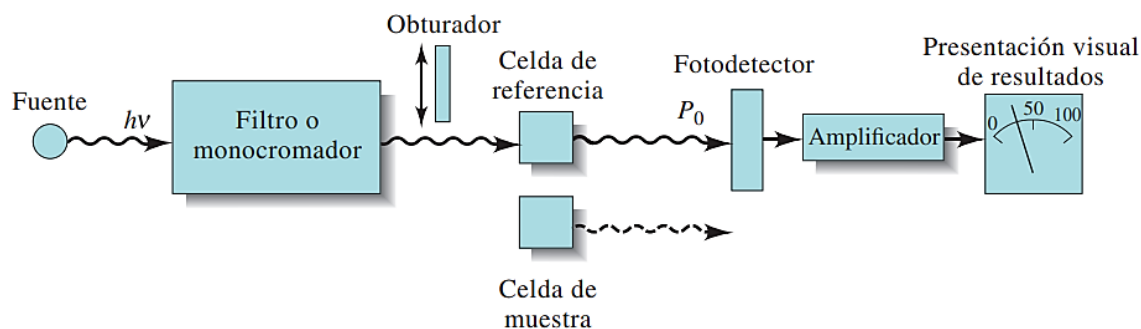 Fuente
hν
Filtro o
monocromador
Obturador
Celda de
referencia
P₀
Fotodetector
Amplificador
Presentación visual
de resultados
0 50 100
Celda de
muestra